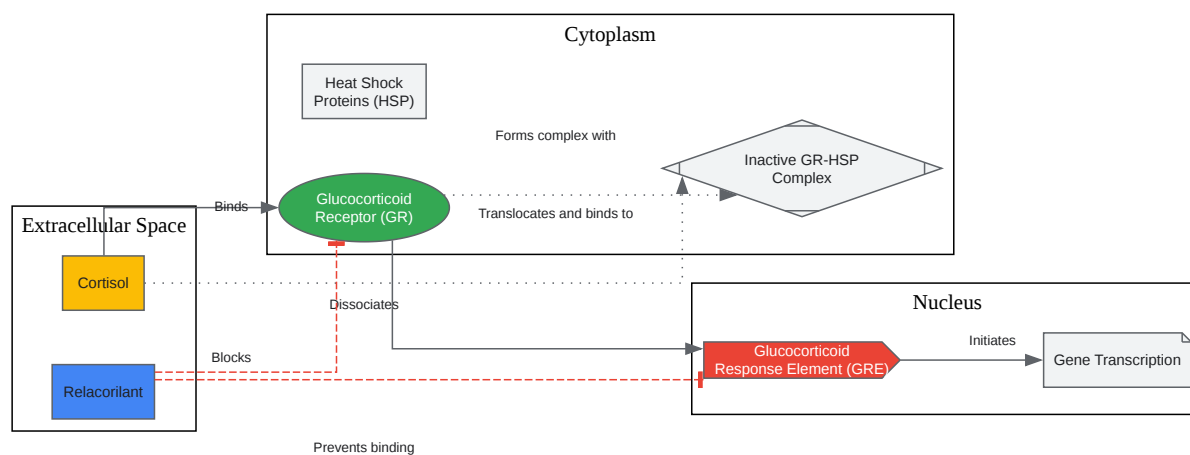 Cytoplasm
Heat Shock
Proteins (HSP)
Forms complex with
Inactive GR-HSP
Complex
Glucocorticoid
Receptor (GR)
Binds
Translocates and binds to
Extracellular Space
Cortisol
Dissociates
Nucleus
Glucocorticoid
Response Element (GRE)
Initiates
Gene Transcription
Blocks
Relacorilant
Prevents binding